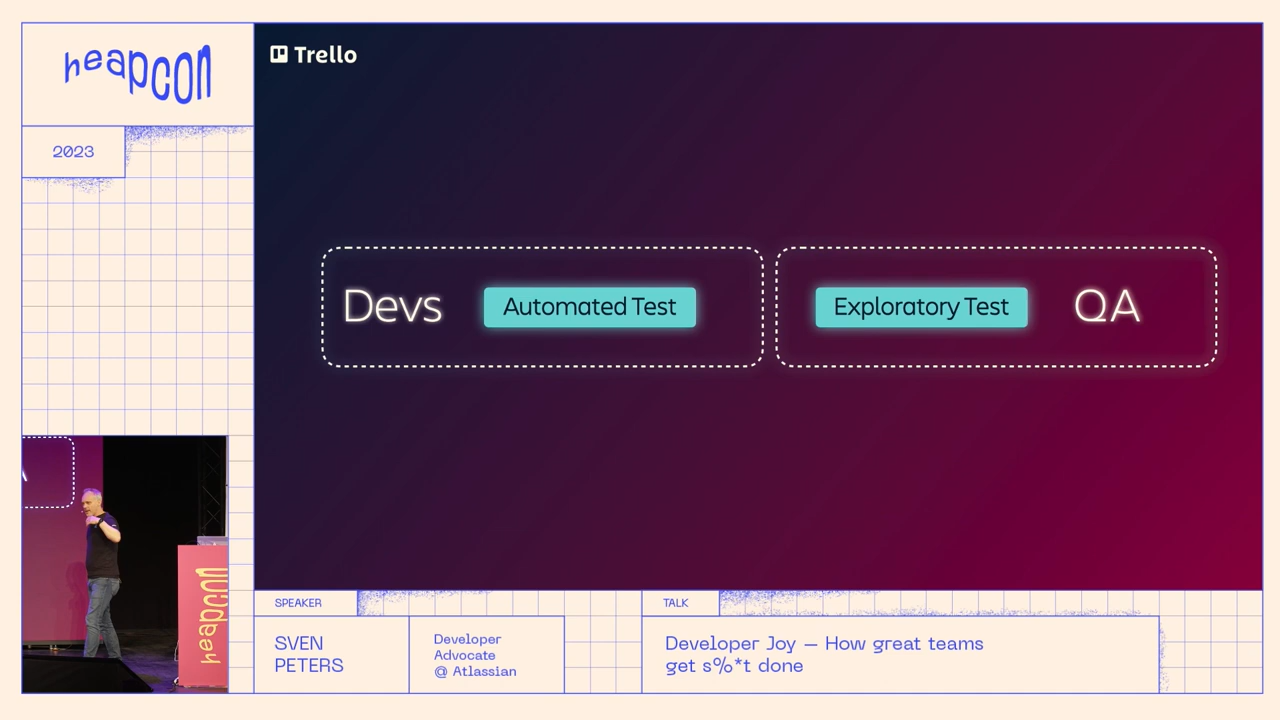 heapcon
2023
Trello
Devs
Automated Test
Exploratory Test
QA
heapcon
SPEAKER
SVEN
PETERS
Developer
Advocate
@ Atlassian
TALK
Developer Joy — How great teams
get s%*t done